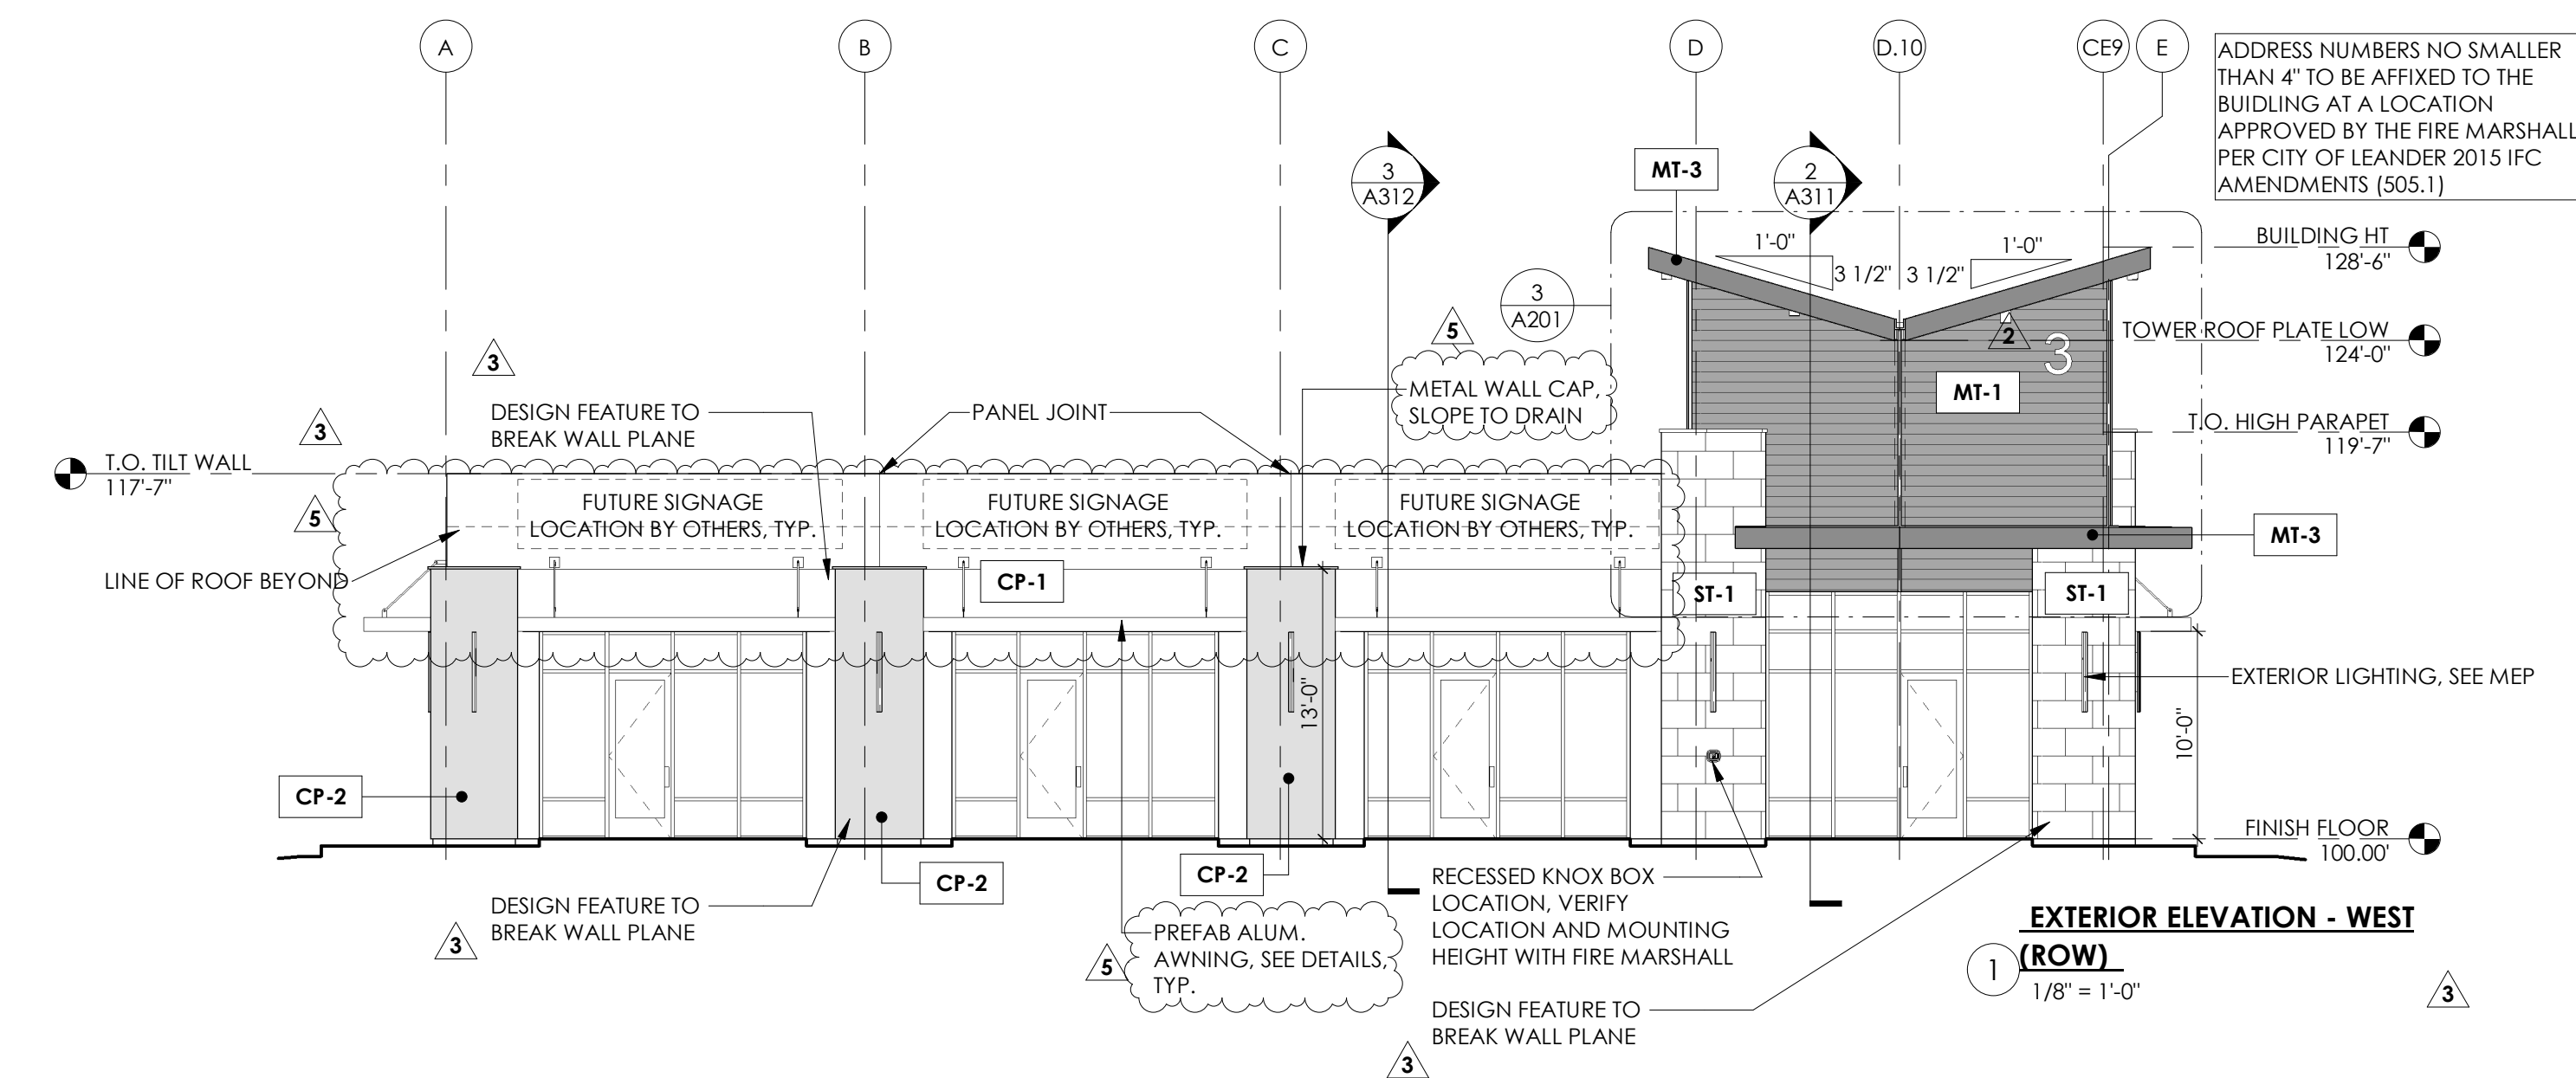 A
B
C
D
D.10
CE9
E
ADDRESS NUMBERS NO SMALLER
THAN 4" TO BE AFFIXED TO THE
BUIDLING AT A LOCATION
APPROVED BY THE FIRE MARSHALL
PER CITY OF LEANDER 2015 IFC
AMENDMENTS (505.1)
3
A312
MT-3
2
A311
BUILDING HT
128'-6"
1'-0"
3 1/2"
3 1/2"
1'-0"
3
A201
TOWER ROOF PLATE LOW
124'-0"
2
3
5
3
MT-1
METAL WALL CAP,
SLOPE TO DRAIN
DESIGN FEATURE TO
BREAK WALL PLANE
PANEL JOINT
T.O. HIGH PARAPET
119'-7"
3
T.O. TILT WALL
117'-7"
5
FUTURE SIGNAGE
LOCATION BY OTHERS, TYP.
FUTURE SIGNAGE
LOCATION BY OTHERS, TYP.
FUTURE SIGNAGE
LOCATION BY OTHERS, TYP.
MT-3
LINE OF ROOF BEYOND
CP-1
ST-1
ST-1
EXTERIOR LIGHTING, SEE MEP
13'-0"
10'-0"
CP-2
FINISH FLOOR
100.00'
CP-2
CP-2
DESIGN FEATURE TO
BREAK WALL PLANE
3
5
PREFAB ALUM.
AWNING, SEE DETAILS,
TYP.
RECESSED KNOX BOX
LOCATION, VERIFY
LOCATION AND MOUNTING
HEIGHT WITH FIRE MARSHALL
DESIGN FEATURE TO
BREAK WALL PLANE
3
1
EXTERIOR ELEVATION - WEST
(ROW)
1/8" = 1'-0"
3